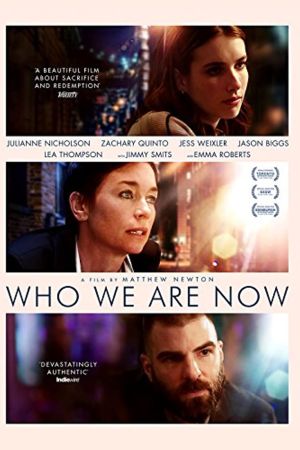 "A BEAUTIFUL FILM
ABOUT SACRIFICE
AND REDEMPTION"
VARIETY
JULIANNE NICHOLSON ZACHARY QUINTO JESS WEIXLER JASON BIGGS
LEA THOMPSON WITH JIMMY SMITS AND EMMA ROBERTS
TORONTO
A FILM BY MATTHEW NEWTON
WHO WE ARE NOW
"DEVASTATINGLY
AUTHENTIC"
IndieWire